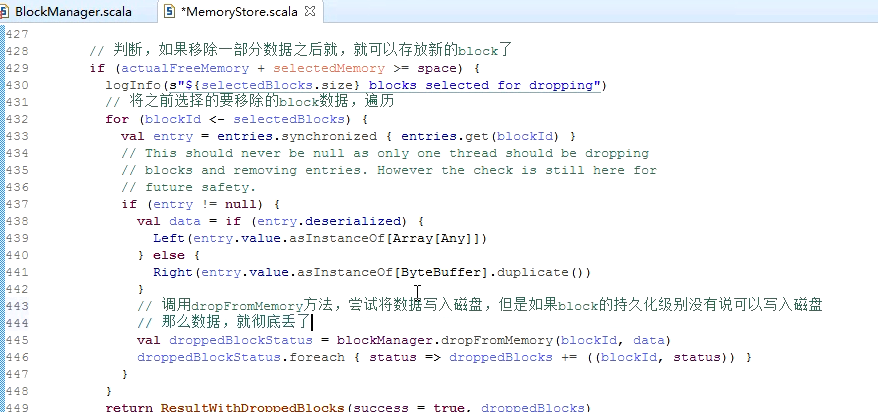 BlockManager.scala *MemoryStore.scala
427
428 // 判断，如果移除一部分数据之后就，就可以存放新的block了
429 if (actualFreeMemory + selectedMemory >= space) {
430 logInfo(s"${selectedBlocks.size} blocks selected for dropping")
431 // 将之前选择的要移除的block数据，遍历
432 for (blockId <- selectedBlocks) {
433 val entry = entries.synchronized { entries.get(blockId) }
434 // This should never be null as only one thread should be dropping
435 // blocks and removing entries. However the check is still here for
436 // future safety.
437 if (entry != null) {
438 val data = if (entry.deserialized) {
439 Left(entry.value.asInstanceOf[Array[Any]])
440 } else {
441 Right(entry.value.asInstanceOf[ByteBuffer].duplicate())
442 }
443 // 调用dropFromMemory方法，尝试将数据写入磁盘，但是如果block的持久化级别没有说可以写入磁盘
444 // 那么数据，就彻底丢了
445 val droppedBlockStatus = blockManager.dropFromMemory(blockId, data)
446 droppedBlockStatus.foreach { status => droppedBlocks += ((blockId, status)) }
447 }
448 }
449 return ResultWithDroppedBlocks(success = true, droppedBlocks)